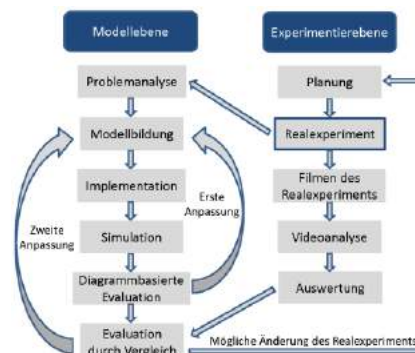 Modellebene
Experimentierebene
Problemanalyse
Planung
Modellbildung
Realexperiment
Implementation
Filmen des
Realexperiments
Erste
Anpassung
Zweite
Anpassung
Simulation
Videoanalyse
Diagrammbasierte
Evaluation
Auswertung
Evaluation
durch Vergleich
Mögliche Änderung des Realexperiments